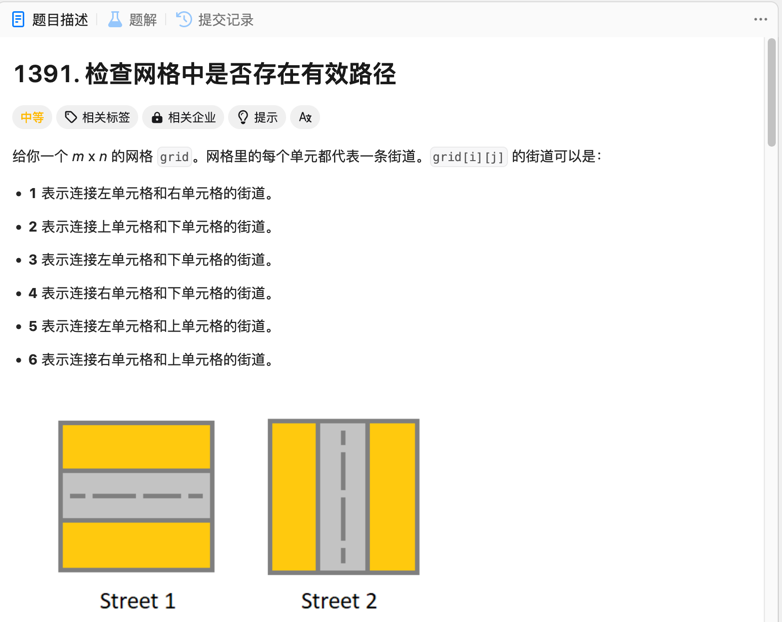 题目描述 题解 提交记录
1391. 检查网格中是否存在有效路径
中等 相关标签 相关企业 提示
给你一个 m x n 的网格 grid。网格里的每个单元都代表一条街道。grid[i][j] 的街道可以是：
• 1 表示连接左单元格和右单元格的街道。
• 2 表示连接上单元格和下单元格的街道。
• 3 表示连接左单元格和下单元格的街道。
• 4 表示连接右单元格和下单元格的街道。
• 5 表示连接左单元格和上单元格的街道。
• 6 表示连接右单元格和上单元格的街道。
Street 1 Street 2